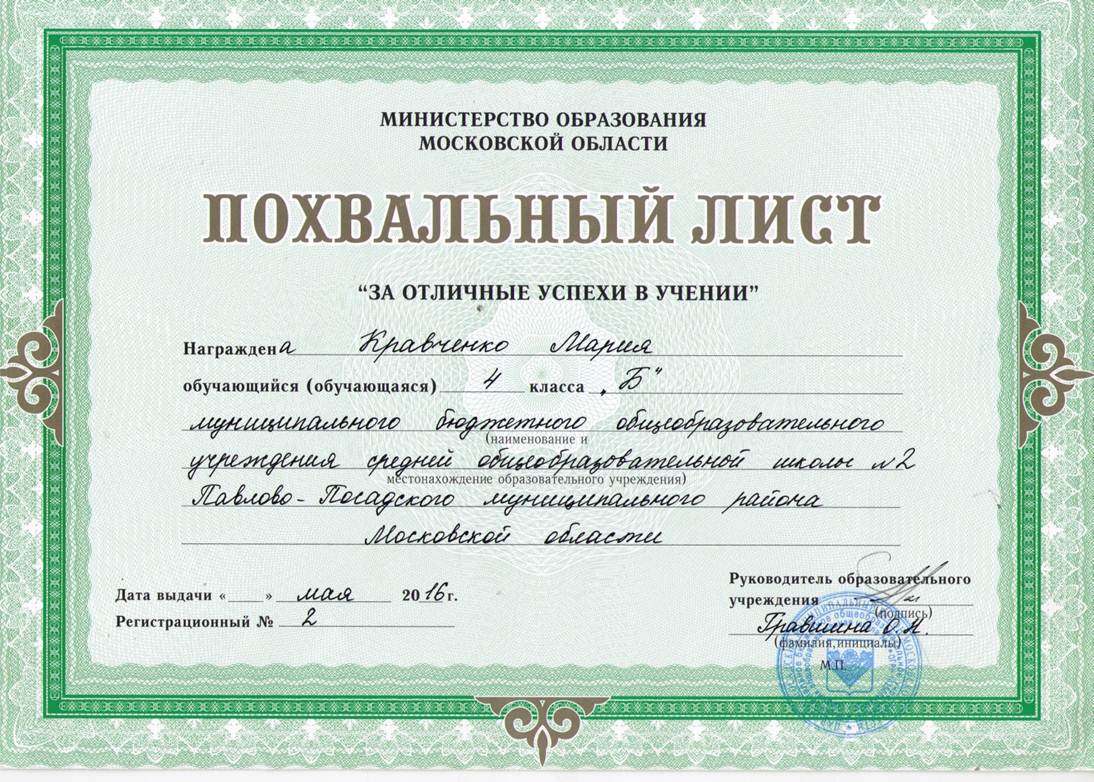 МИНИСТЕРСТВО ОБРАЗОВАНИЯ
МОСКОВСКОЙ ОБЛАСТИ
ПОХВАЛЬНЫЙ ЛИСТ
"ЗА ОТЛИЧНЫЕ УСПЕХИ В УЧЕНИИ"
Награждена Кравченко Мария
обучающийся (обучающаяся) 4 класса „Б"
муниципального бюджетного общеобразовательного
(наименование и
учреждения средней общеобразовательной школы №2
местонахождение образовательного учреждения)
Павлово-Посадского муниципального района
Московской области
Дата выдачи « » мая 2016 г.
Регистрационный № 2
Руководитель образовательного
учреждения
(подпись)
Гравшина О.А.
(фамилия,инициалы)
М.П.